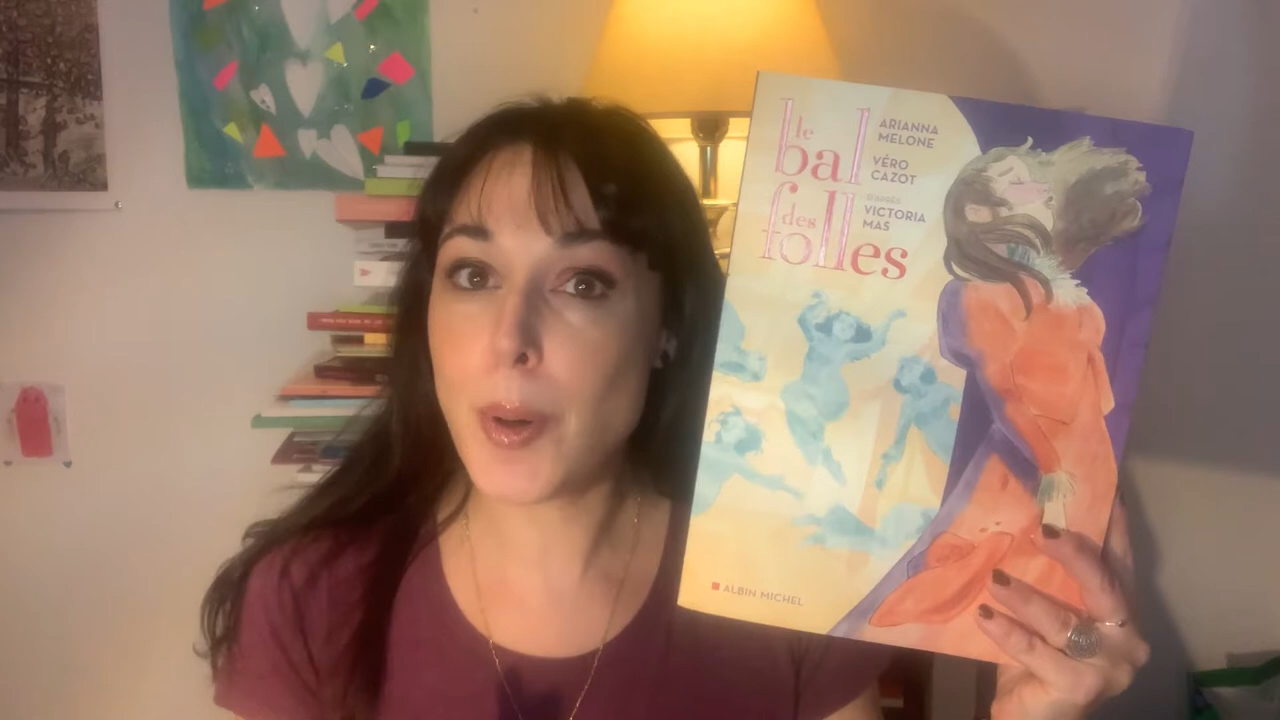 le
bal
des
folles
ARIANNA
MELONE
VÉRO
CAZOT
D'APRÈS
VICTORIA
MAS
ALBIN MICHEL